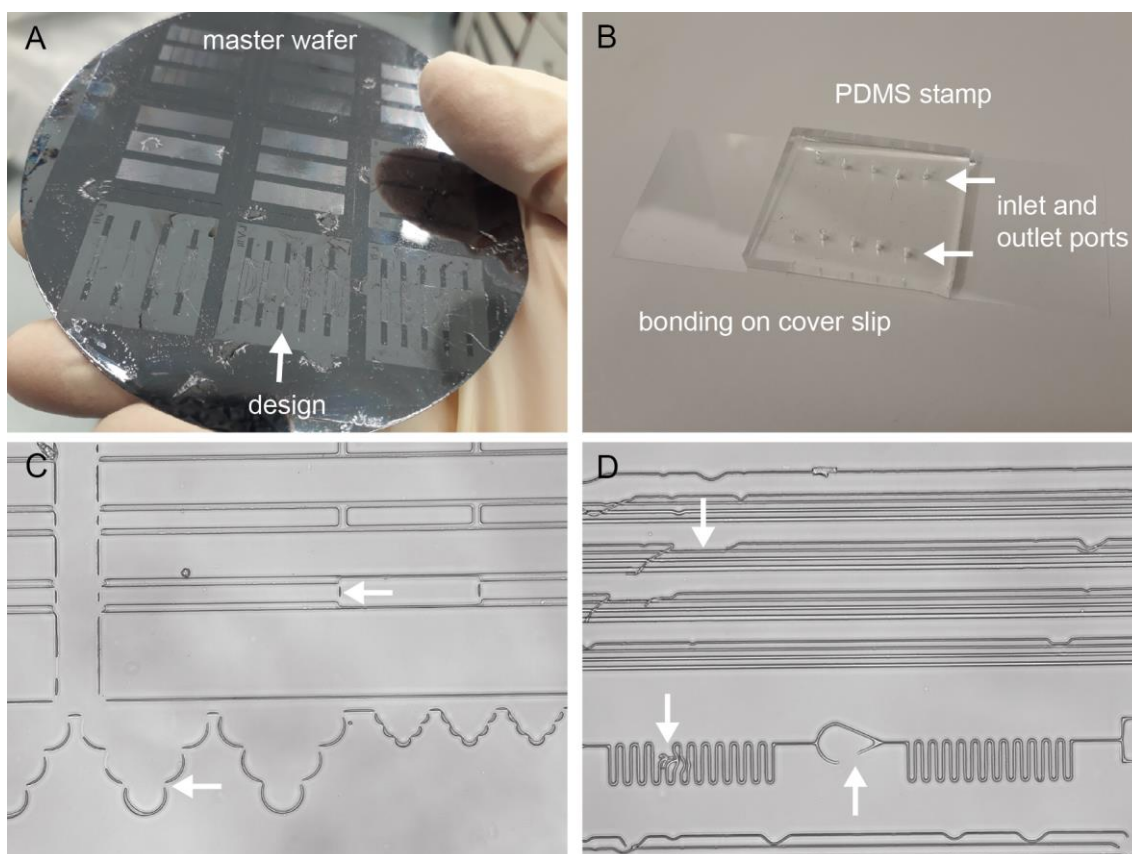 A
master wafer
design
B
PDMS stamp
inlet and
outlet ports
bonding on cover slip
C
D